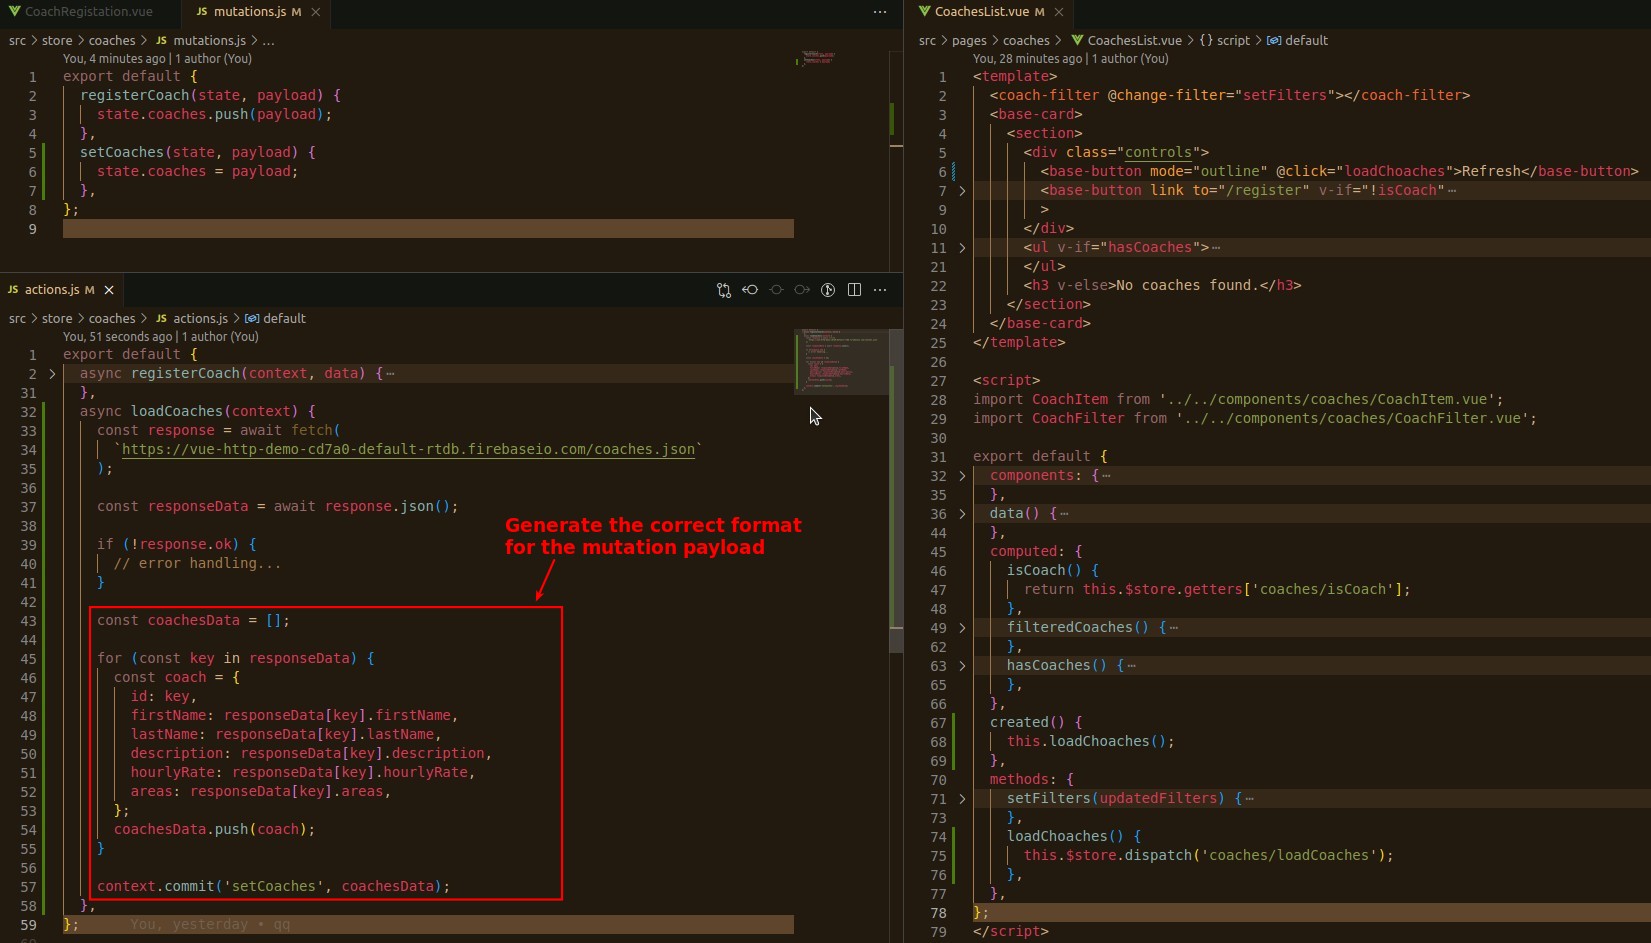 CoachRegistation.vue
JS mutations.js M
src > store > coaches > JS mutations.js > ...
You, 4 minutes ago | 1 author (You)
1 export default {
2 registerCoach(state, payload) {
3 state.coaches.push(payload);
4 },
5 setCoaches(state, payload) {
6 state.coaches = payload;
7 },
8 };
9
JS actions.js M
src > store > coaches > JS actions.js > default
You, 51 seconds ago | 1 author (You)
1 export default {
2 async registerCoach(context, data) {
31 },
32 async loadCoaches(context) {
33 const response = await fetch(
34 `https://vue-http-demo-cd7a0-default-rtdb.firebaseio.com/coaches.json`
35 );
36
37 const responseData = await response.json();
38
39 if (!response.ok) {
40 // error handling...
41 }
42
Generate the correct format
for the mutation payload
43 const coachesData = [];
44
45 for (const key in responseData) {
46 const coach = {
47 id: key,
48 firstName: responseData[key].firstName,
49 lastName: responseData[key].lastName,
50 description: responseData[key].description,
51 hourlyRate: responseData[key].hourlyRate,
52 areas: responseData[key].areas,
53 };
54 coachesData.push(coach);
55 }
56
57 context.commit('setCoaches', coachesData);
58 },
59 }; You, yesterday • qq
CoachesList.vue M
src > pages > coaches > CoachesList.vue > {} script > default
You, 28 minutes ago | 1 author (You)
1 <template>
2 <coach-filter @change-filter="setFilters"></coach-filter>
3 <base-card>
4 <section>
5 <div class="controls">
6 <base-button mode="outline" @click="loadChoaches">Refresh</base-button>
7 <base-button link to="/register" v-if="!isCoach"
9 >
10 </div>
11 <ul v-if="hasCoaches">
21 </ul>
22 <h3 v-else>No coaches found.</h3>
23 </section>
24 </base-card>
25 </template>
26
27 <script>
28 import CoachItem from '../../components/coaches/CoachItem.vue';
29 import CoachFilter from '../../components/coaches/CoachFilter.vue';
30
31 export default {
32 components: {
35 },
36 data() {
44 },
45 computed: {
46 isCoach() {
47 return this.$store.getters['coaches/isCoach'];
48 },
49 filteredCoaches() {
62 },
63 hasCoaches() {
65 },
66 },
67 created() {
68 this.loadChoaches();
69 },
70 methods: {
71 setFilters(updatedFilters) {
73 },
74 loadChoaches() {
75 this.$store.dispatch('coaches/loadCoaches');
76 },
77 },
78 };
79 </script>